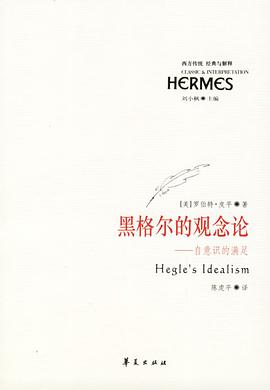 西方传统 经典与解释
CLASSIC & INTERPRETATION
HERMES
刘小枫·主编
[美]罗伯特·皮平 著
黑格尔的观念论
——自意识的满足
Hegle's Idealism
陈虎平 译
华夏出版社